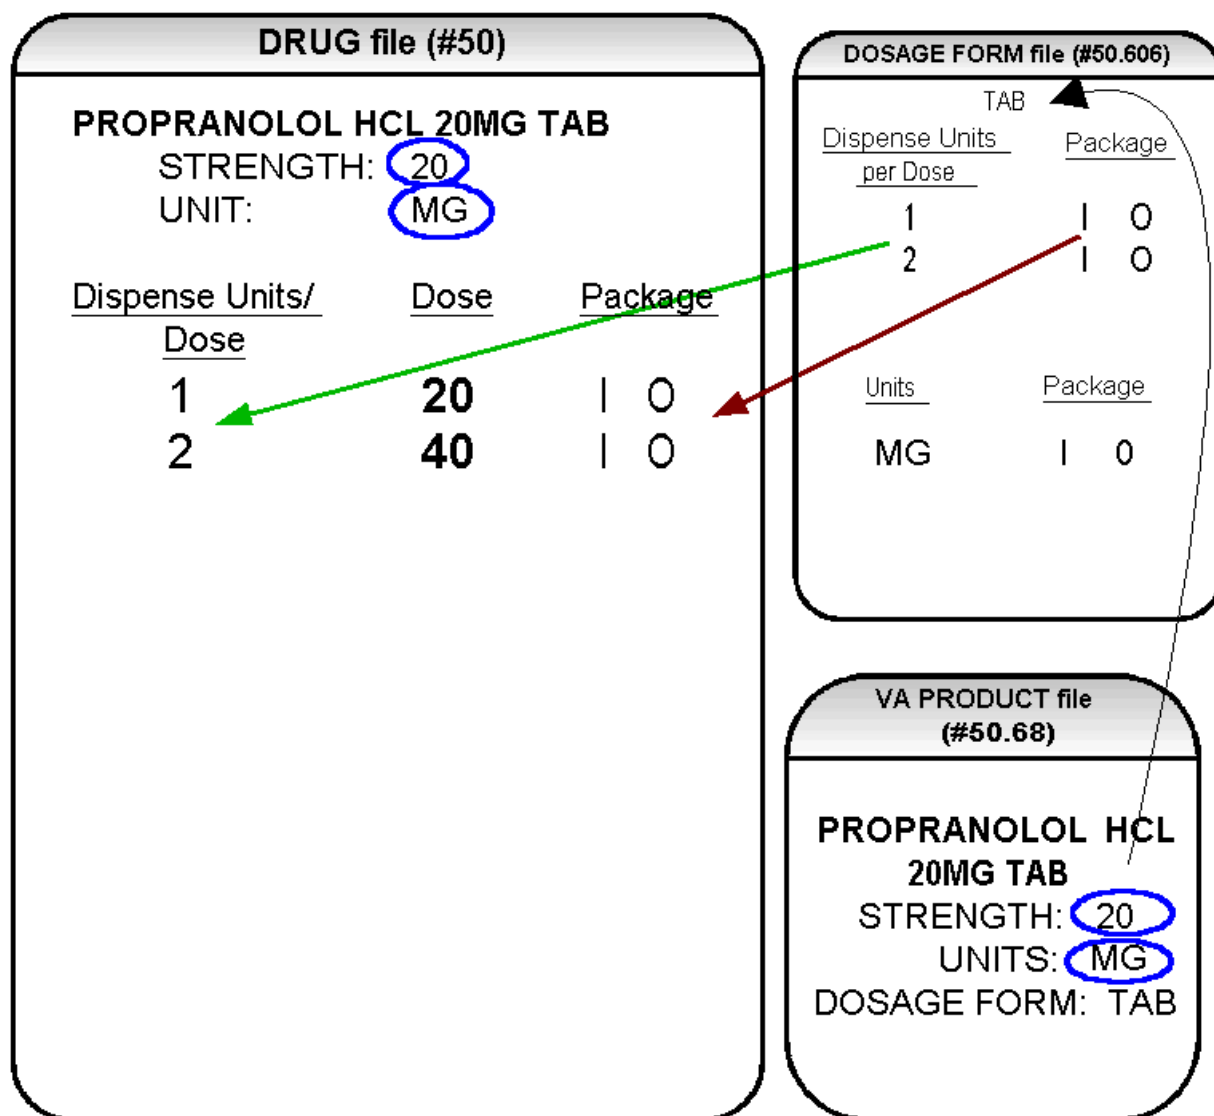 DRUG file (#50)
PROPRANOLOL HCL 20MG TAB
STRENGTH: 20
UNIT: MG
Dispense Units/ Dose Package
Dose
1 20 I O
2 40 I O
DOSAGE FORM file (#50.606)
TAB
Dispense Units Package
per Dose
1 I O
2 I O
Units Package
MG I 0
VA PRODUCT file
(#50.68)
PROPRANOLOL HCL
20MG TAB
STRENGTH: 20
UNITS: MG
DOSAGE FORM: TAB